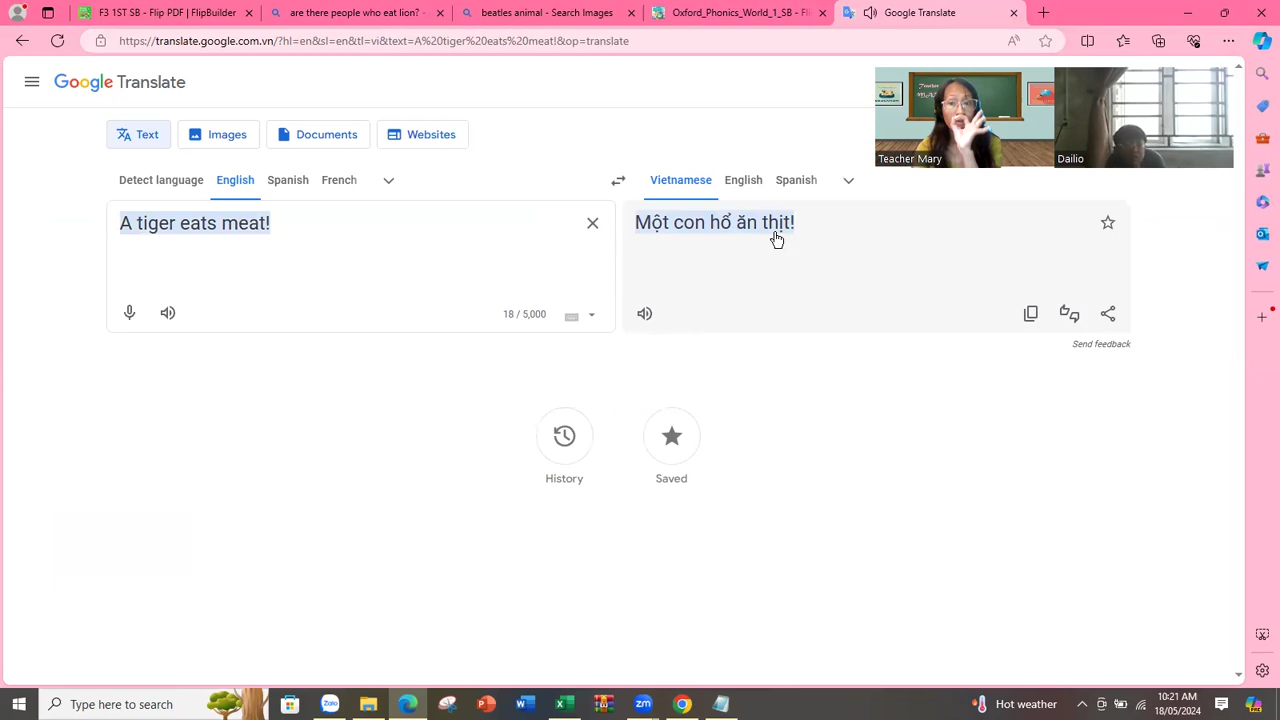 F3 1ST SB - Flip PDF | FlipBuilder
are there people who eat lion? -
beatles animal - Search Images
Oxford_Phonics_World_1_SB - Fli
Google Translate
https://translate.google.com.vn/?hl=en&sl=en&tl=vi&text=A%20tiger%20eats%20meat!&op=translate
Google Translate
Teacher Mary
Dailio
Text
Images
Documents
Websites
Detect language
English
Spanish
French
Vietnamese
English
Spanish
A tiger eats meat!
Một con hổ ăn thịt!
18 / 5,000
Send feedback
History
Saved
Type here to search
Zalo
zm
Hot weather
10:21 AM
18/05/2024